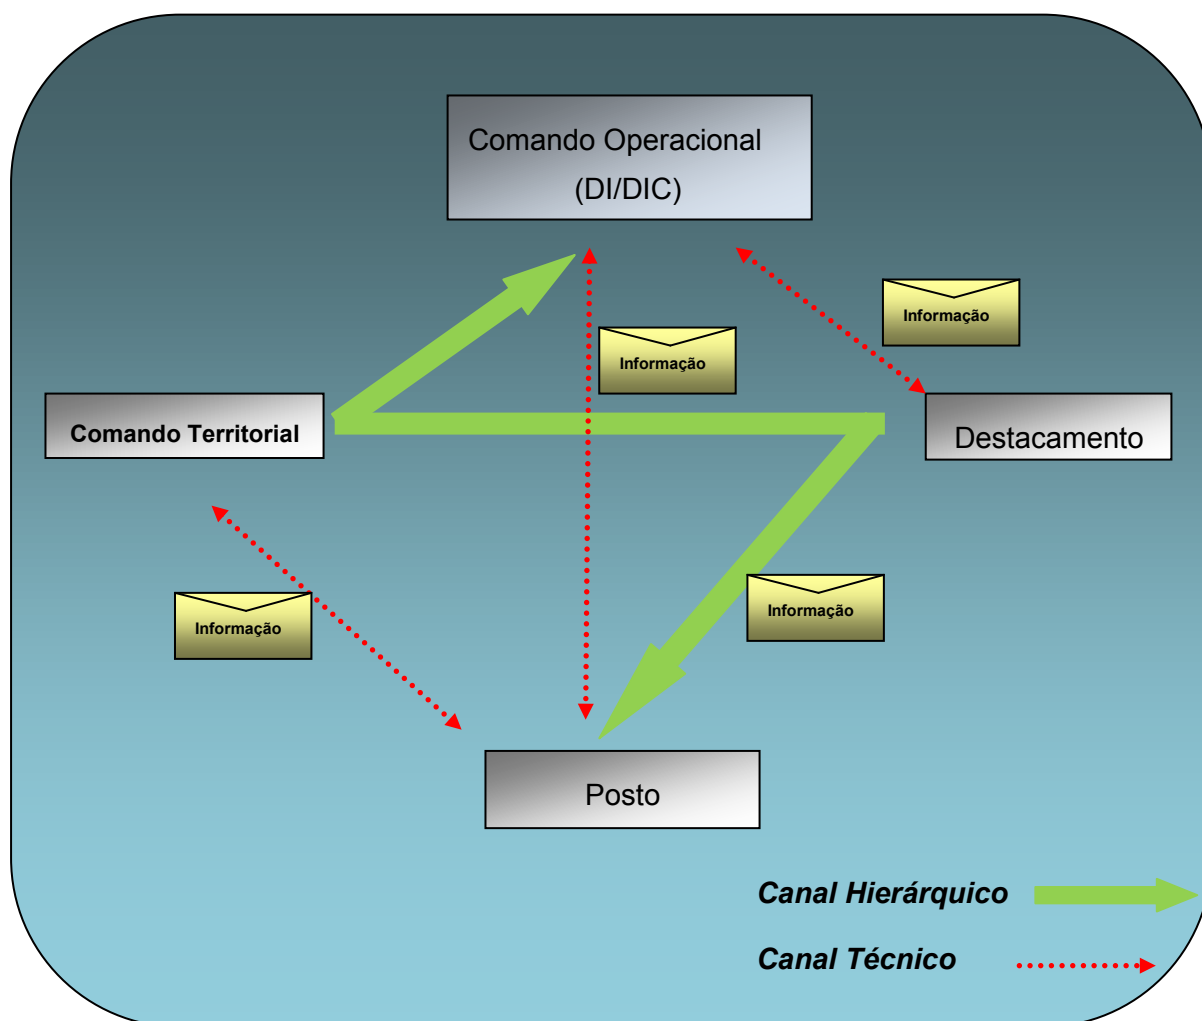 Comando Operacional
(DI/DIC)
Informação
Informação
Comando Territorial
Destacamento
Informação
Informação
Posto
Canal Hierárquico
Canal Técnico